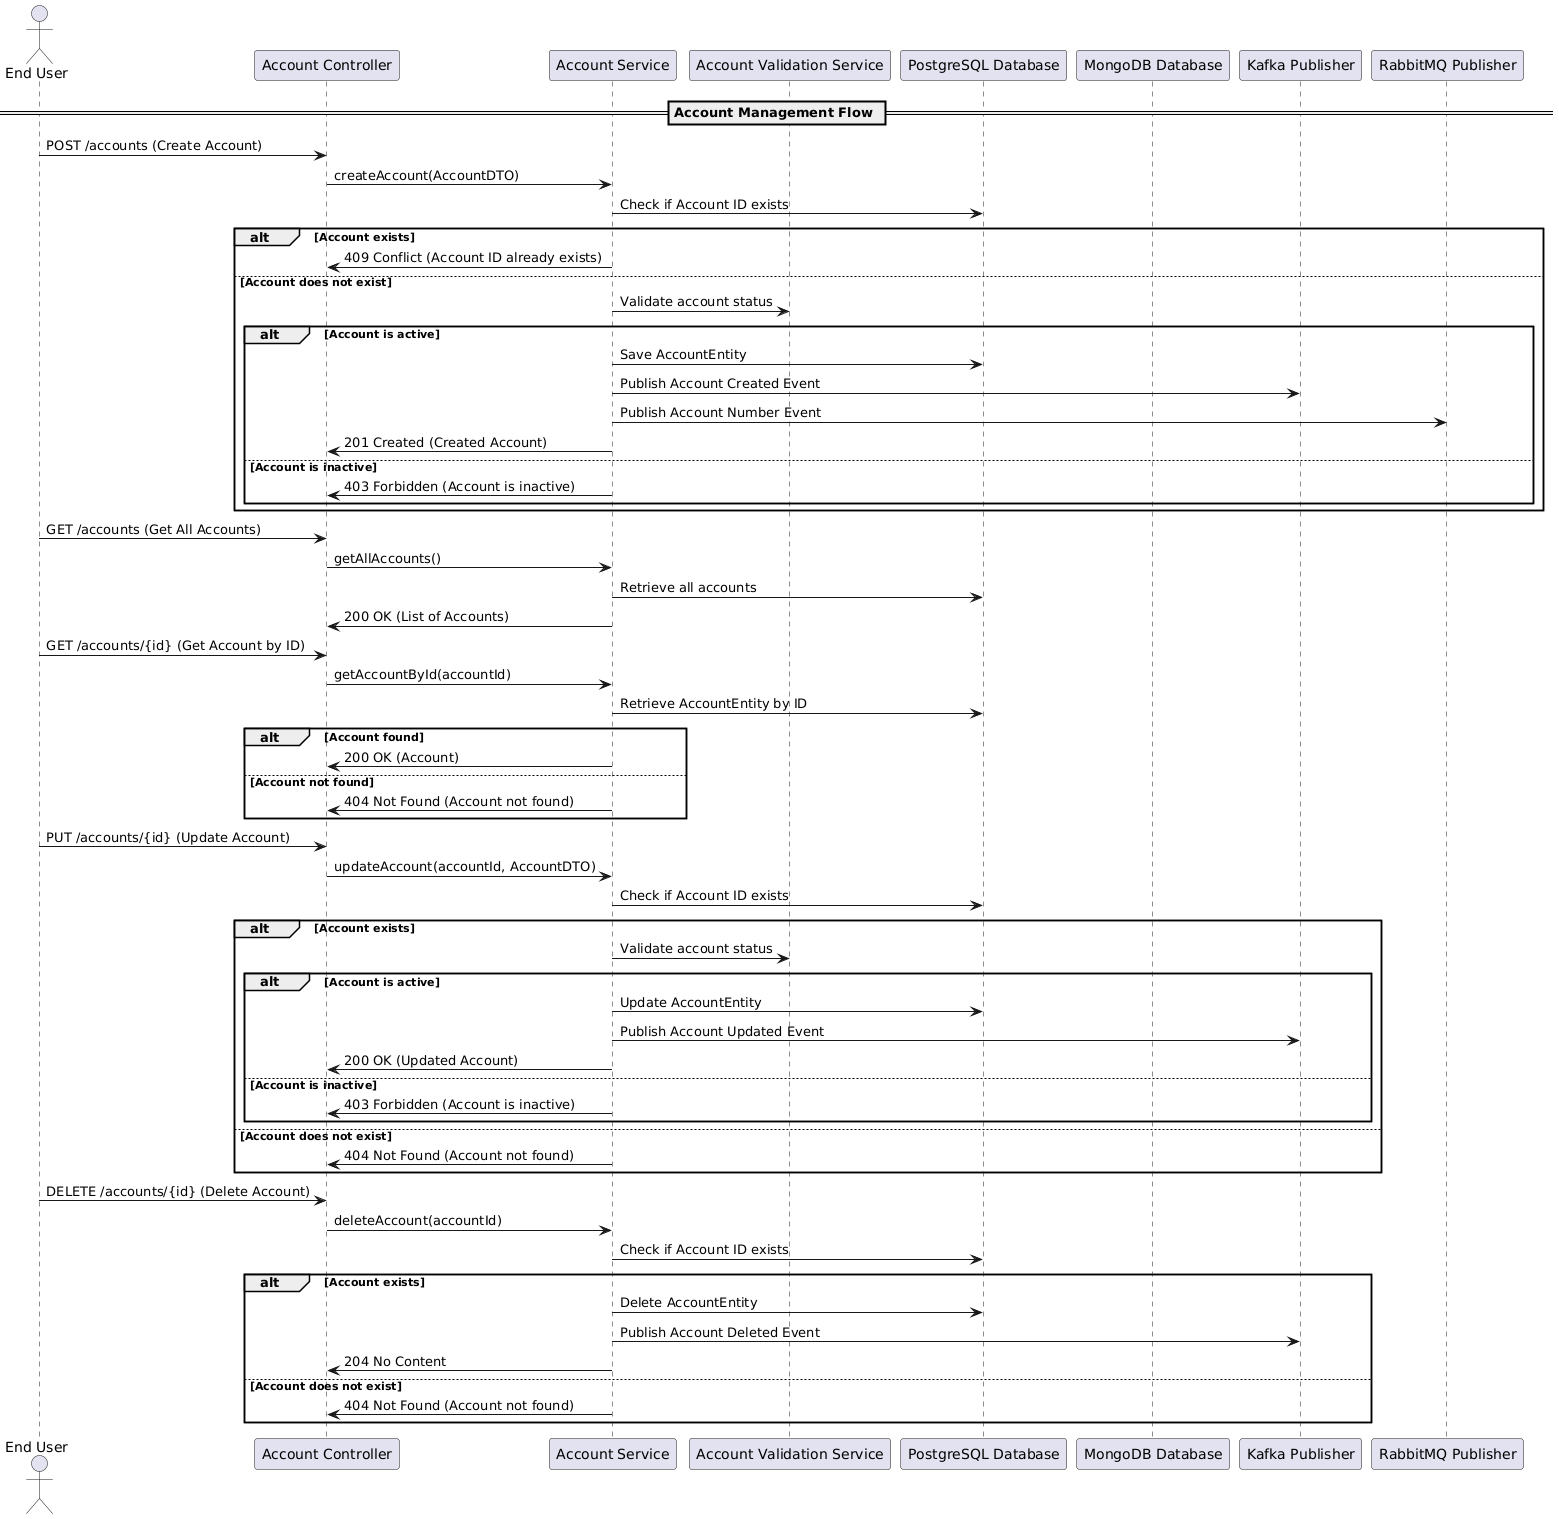 End User
Account Controller
Account Service
Account Validation Service
PostgreSQL Database
MongoDB Database
Kafka Publisher
RabbitMQ Publisher
Account Management Flow
POST /accounts (Create Account)
createAccount(AccountDTO)
Check if Account ID exists
alt [Account exists]
409 Conflict (Account ID already exists)
[Account does not exist]
Validate account status
alt [Account is active]
Save AccountEntity
Publish Account Created Event
Publish Account Number Event
201 Created (Created Account)
[Account is inactive]
403 Forbidden (Account is inactive)
GET /accounts (Get All Accounts)
getAllAccounts()
Retrieve all accounts
200 OK (List of Accounts)
GET /accounts/{id} (Get Account by ID)
getAccountById(accountId)
Retrieve AccountEntity by ID
alt [Account found]
200 OK (Account)
[Account not found]
404 Not Found (Account not found)
PUT /accounts/{id} (Update Account)
updateAccount(accountId, AccountDTO)
Check if Account ID exists
alt [Account exists]
Validate account status
alt [Account is active]
Update AccountEntity
Publish Account Updated Event
200 OK (Updated Account)
[Account is inactive]
403 Forbidden (Account is inactive)
[Account does not exist]
404 Not Found (Account not found)
DELETE /accounts/{id} (Delete Account)
deleteAccount(accountId)
Check if Account ID exists
alt [Account exists]
Delete AccountEntity
Publish Account Deleted Event
204 No Content
[Account does not exist]
404 Not Found (Account not found)
End User
Account Controller
Account Service
Account Validation Service
PostgreSQL Database
MongoDB Database
Kafka Publisher
RabbitMQ Publisher